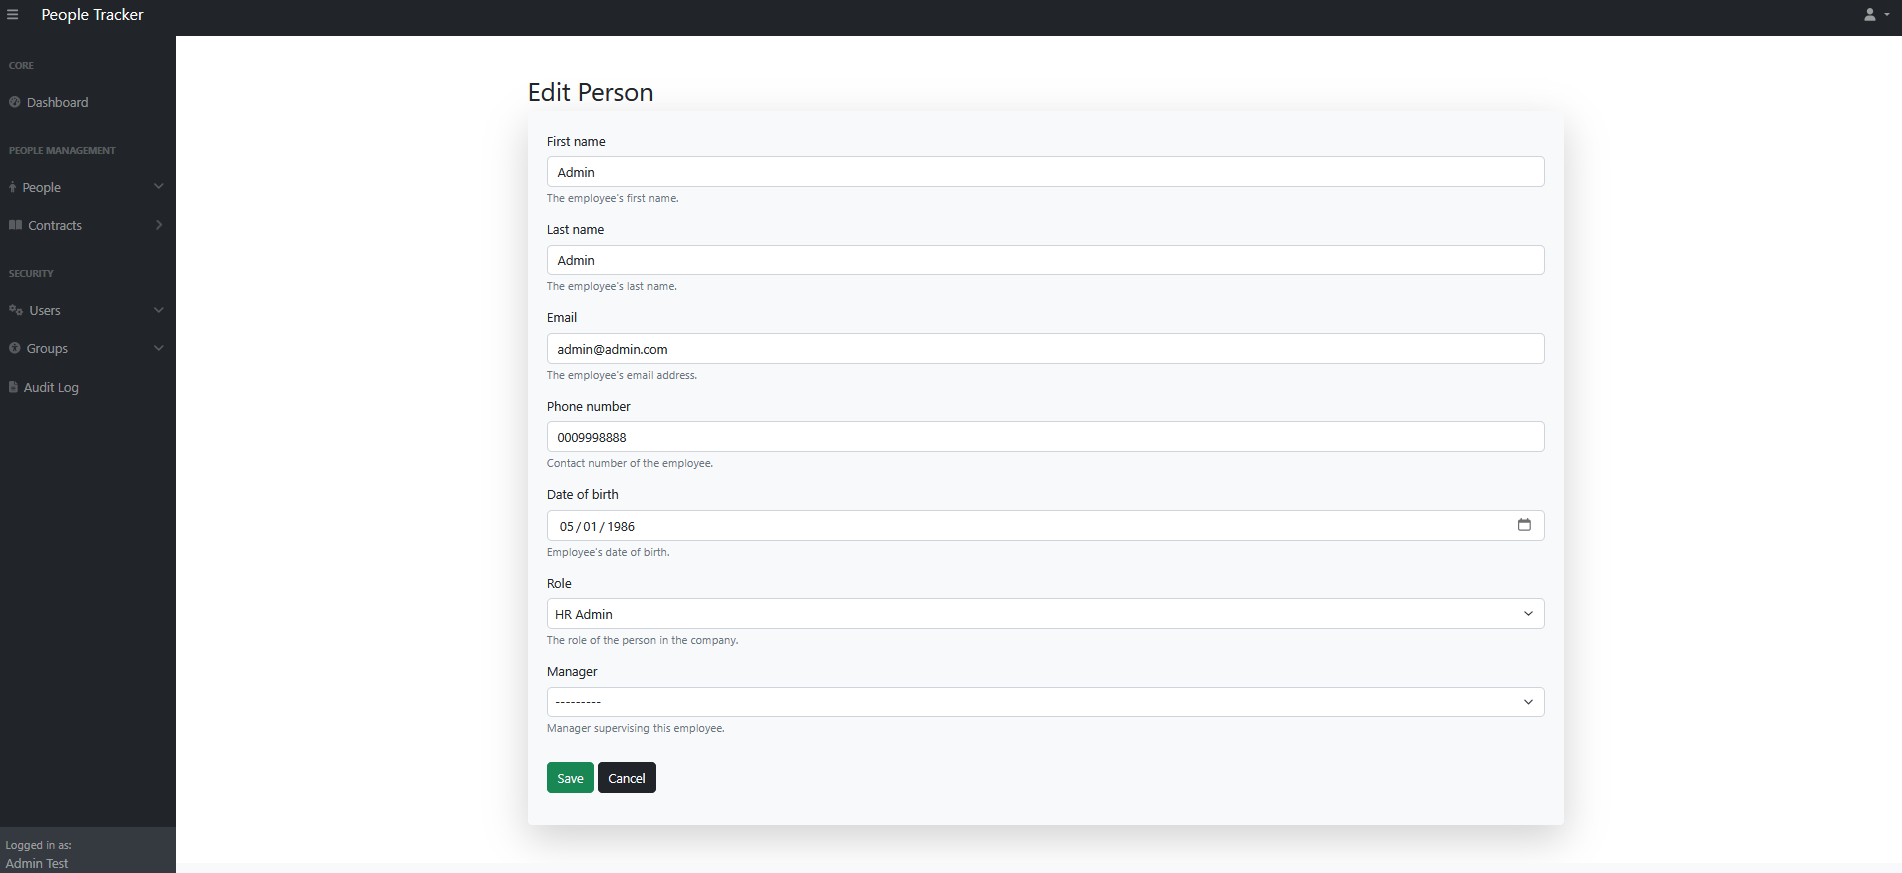 People Tracker
CORE
Dashboard
PEOPLE MANAGEMENT
People
Contracts
SECURITY
Users
Groups
Audit Log
Logged in as:
Admin Test
Edit Person
First name
Admin
The employee's first name.
Last name
Admin
The employee's last name.
Email
admin@admin.com
The employee's email address.
Phone number
0009998888
Contact number of the employee.
Date of birth
05/01/1986
Employee's date of birth.
Role
HR Admin
The role of the person in the company.
Manager
---------
Manager supervising this employee.
Save Cancel